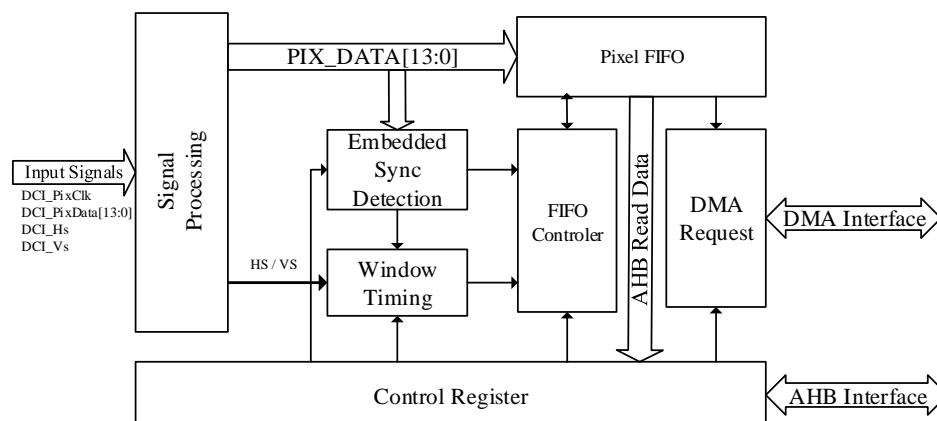 PIX_DATA[13:0]
Pixel FIFO
Signal
Processing
Embedded
Sync
Detection
Input Signals
DCI_PixClk
DCI_PixData[13:0]
DCI_Hs
DCI_Vs
FIFO
Controler
AHB Read Data
DMA
Request
DMA Interface
HS / VS
Window
Timing
Control Register
AHB Interface